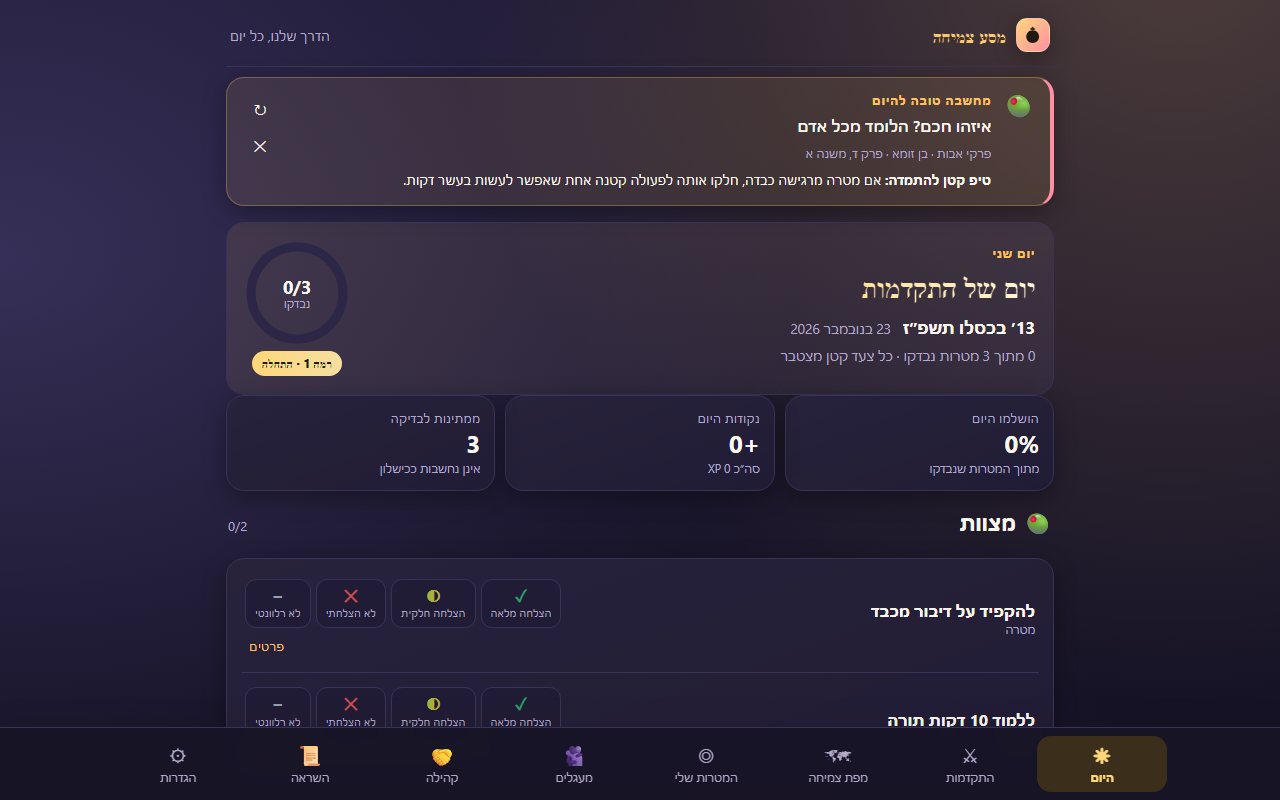 מסע צמיחה
הדרך שלנו, כל יום
מחשבה טובה להיום
איזהו חכם? הלומד מכל אדם
פרקי אבות · בן זומא · פרק ד, משנה א
טיפ קטן להתמדה: אם מטרה מרגישה כבדה, חלקו אותה לפעולה קטנה אחת שאפשר לעשות בעשר דקות.
יום שני
יום של התקדמות
13׳ בכסלו תשפ״ז 23 בנובמבר 2026
0 מתוך 3 מטרות נבדקו · כל צעד קטן מצטבר
0/3
נבדקו
רמה 1 · התחלה
הושלמו היום
0%
מתוך המטרות שנבדקו
נקודות היום
+0
סה״כ 0 XP
ממתינות לבדיקה
3
אינן נחשבות ככישלון
מצוות
0/2
להקפיד על דיבור מכבד
מטרה
הצלחה מלאה
הצלחה חלקית
לא הצלחתי
לא רלוונטי
פרטים
ללמוד 10 דקות תורה
הצלחה מלאה
הצלחה חלקית
לא הצלחתי
לא רלוונטי
היום
התקדמות
מפת צמיחה
המטרות שלי
מעגלים
קהילה
השראה
הגדרות